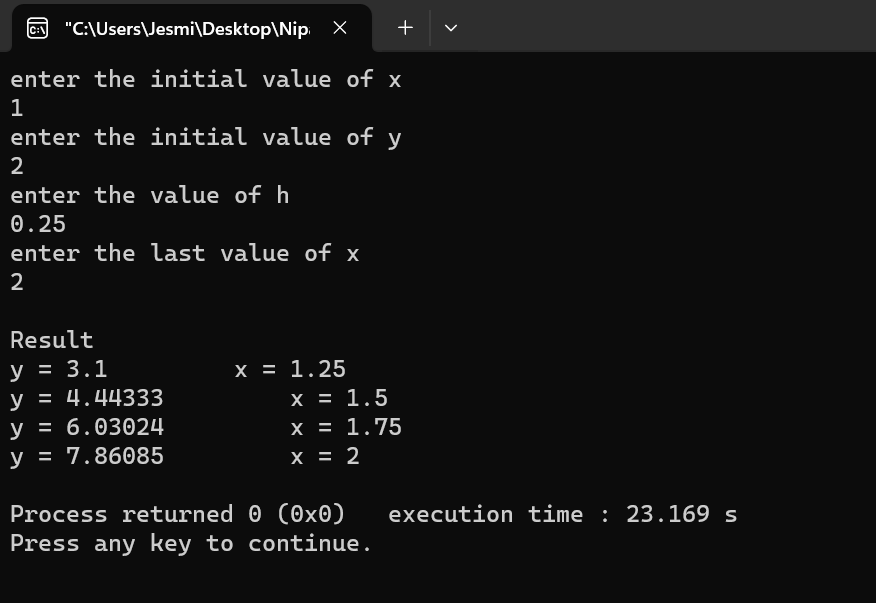 "C:\Users\Jesmi\Desktop\Nip
enter the initial value of x
1
enter the initial value of y
2
enter the value of h
0.25
enter the last value of x
2
Result
y = 3.1         x = 1.25
y = 4.44333         x = 1.5
y = 6.03024         x = 1.75
y = 7.86085         x = 2
Process returned 0 (0x0)   execution time : 23.169 s
Press any key to continue.